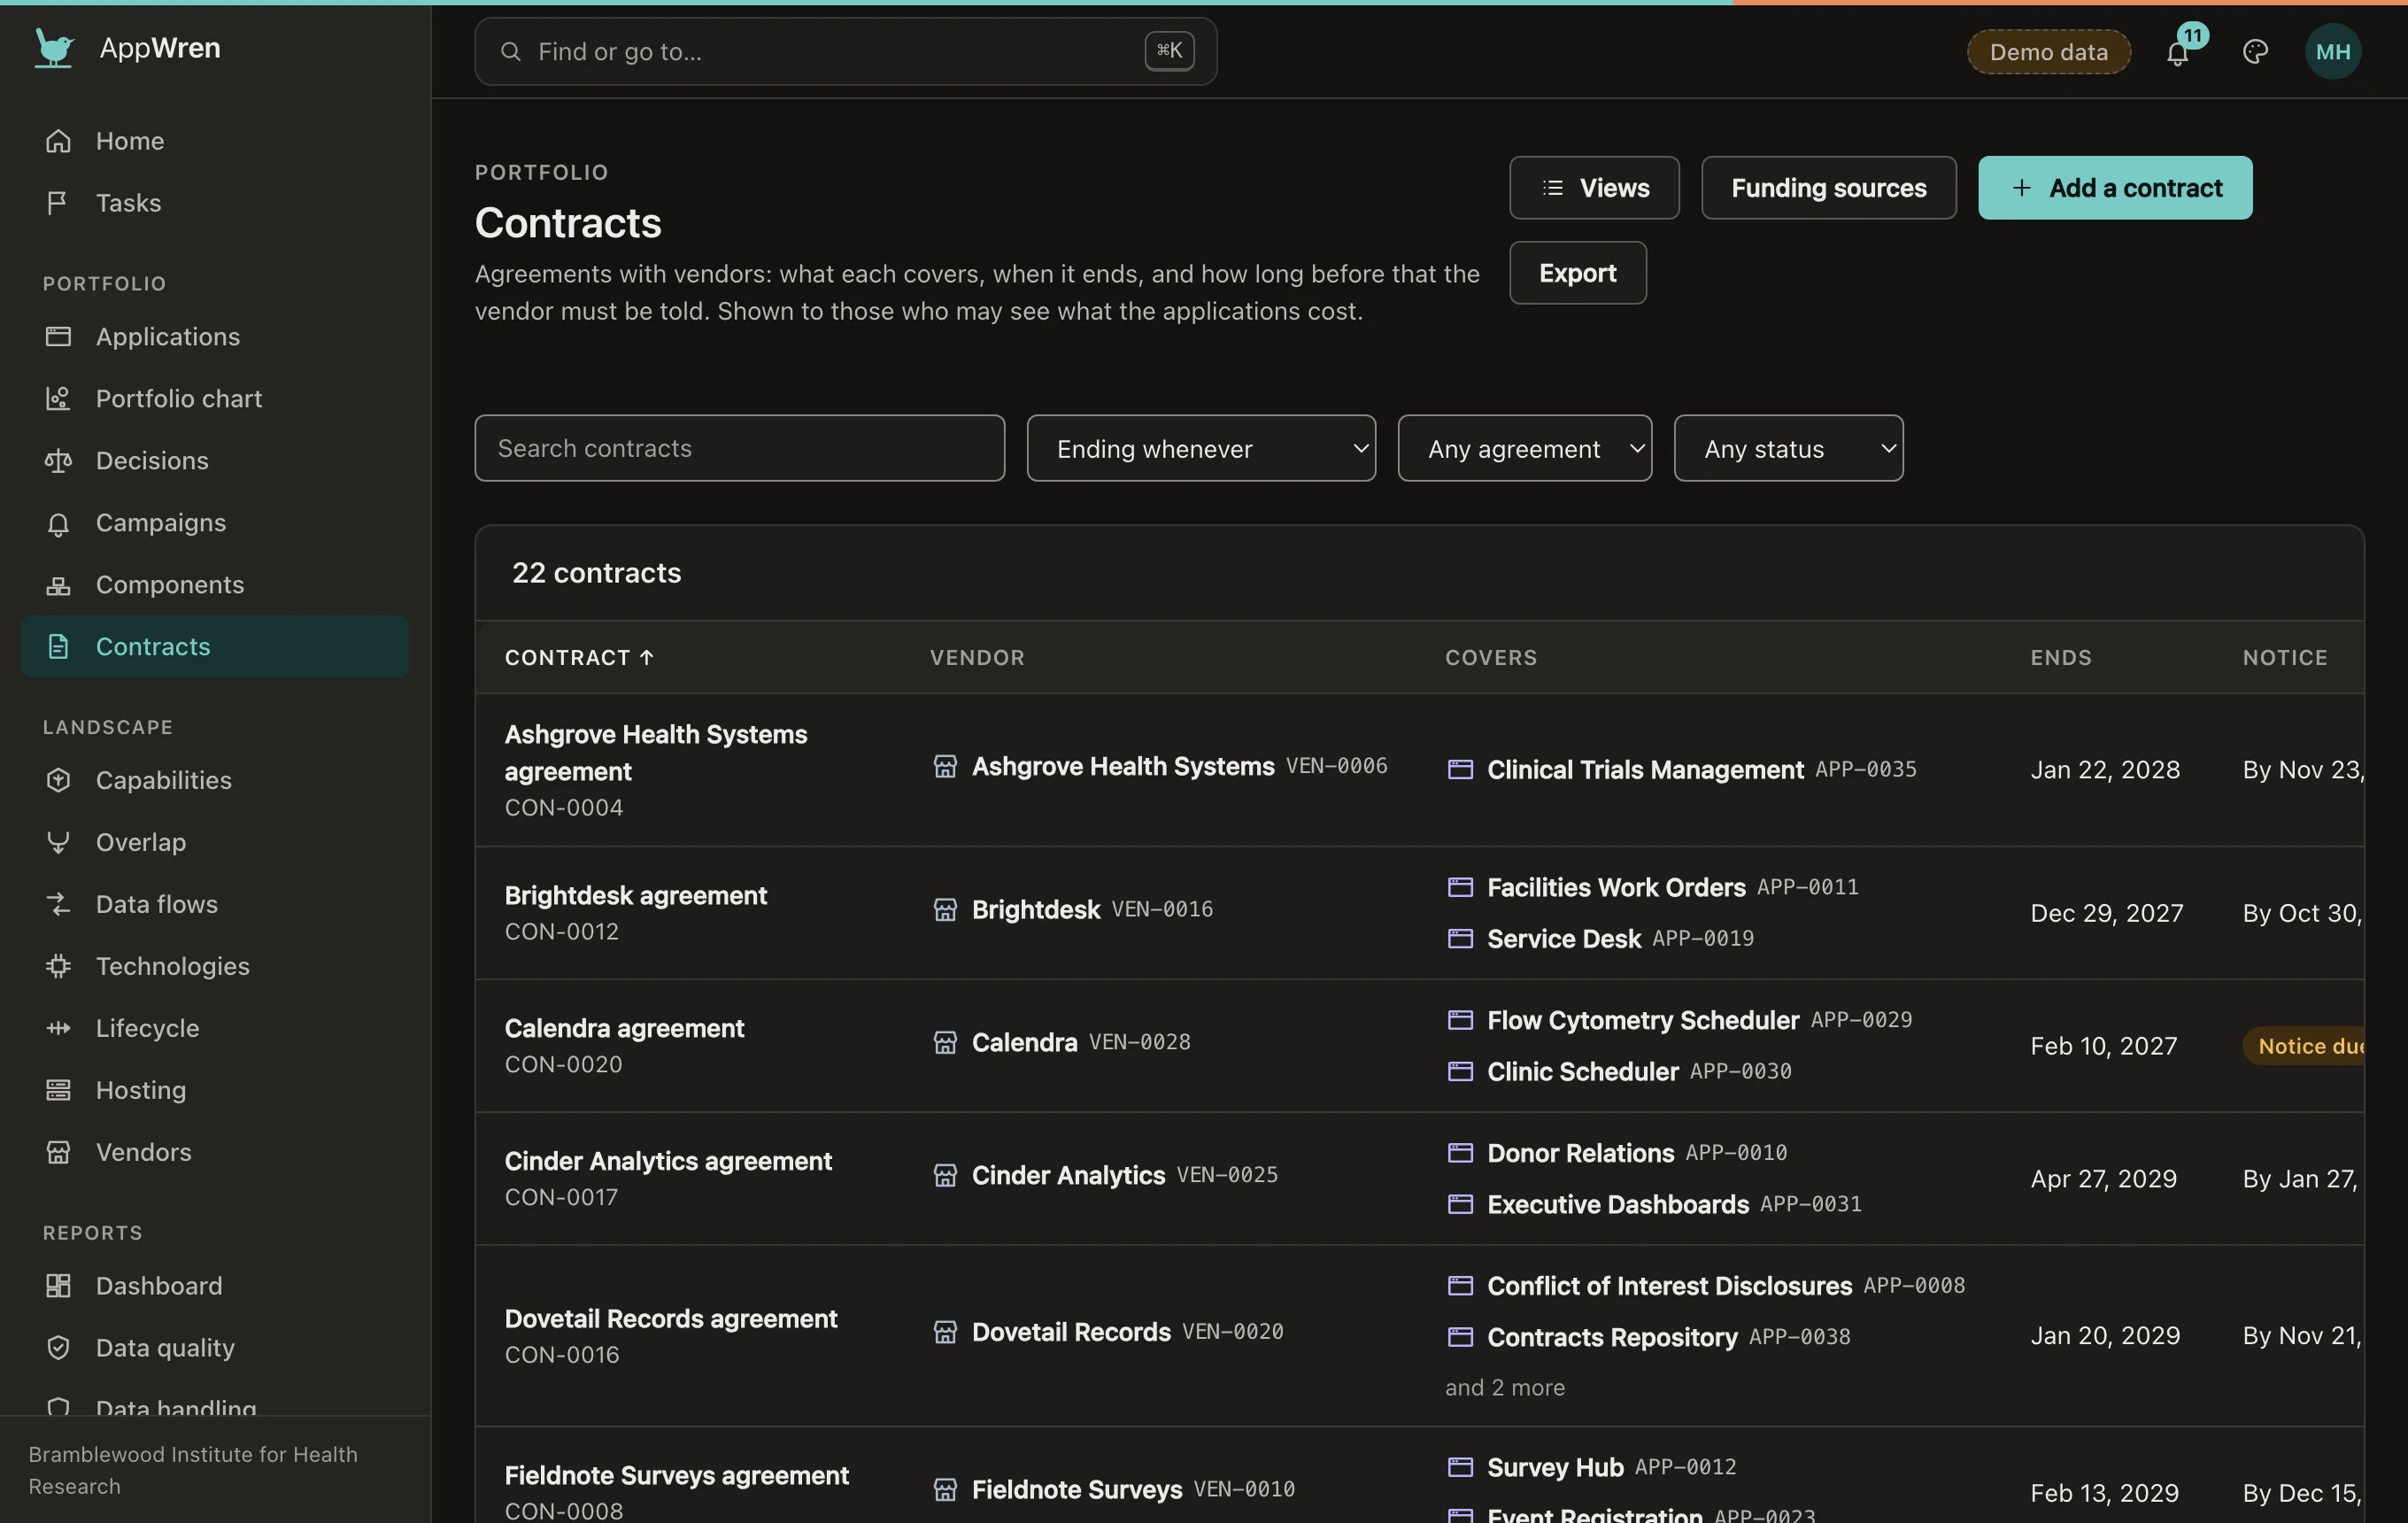 AppWren
Find or go to...
⌘K
Demo data
11
MH
Home
Tasks
PORTFOLIO
Applications
Portfolio chart
Decisions
Campaigns
Components
Contracts
LANDSCAPE
Capabilities
Overlap
Data flows
Technologies
Lifecycle
Hosting
Vendors
REPORTS
Dashboard
Data quality
Data handling
Bramblewood Institute for Health
Research
PORTFOLIO
Contracts
Agreements with vendors: what each covers, when it ends, and how long before that the
vendor must be told. Shown to those who may see what the applications cost.
Views
Funding sources
+ Add a contract
Export
Search contracts
Ending whenever
Any agreement
Any status
22 contracts
CONTRACT ↑ VENDOR COVERS ENDS NOTICE
Ashgrove Health Systems
agreement
CON-0004
Ashgrove Health Systems VEN-0006
Clinical Trials Management APP-0035
Jan 22, 2028
By Nov 23,
Brightdesk agreement
CON-0012
Brightdesk VEN-0016
Facilities Work Orders APP-0011
Service Desk APP-0019
Dec 29, 2027
By Oct 30,
Calendra agreement
CON-0020
Calendra VEN-0028
Flow Cytometry Scheduler APP-0029
Clinic Scheduler APP-0030
Feb 10, 2027
Notice due
Cinder Analytics agreement
CON-0017
Cinder Analytics VEN-0025
Donor Relations APP-0010
Executive Dashboards APP-0031
Apr 27, 2029
By Jan 27,
Dovetail Records agreement
CON-0016
Dovetail Records VEN-0020
Conflict of Interest Disclosures APP-0008
Contracts Repository APP-0038
and 2 more
Jan 20, 2029
By Nov 21,
Fieldnote Surveys agreement
CON-0008
Fieldnote Surveys VEN-0010
Survey Hub APP-0012
Event Registration APP-0023
Feb 13, 2029
By Dec 15,